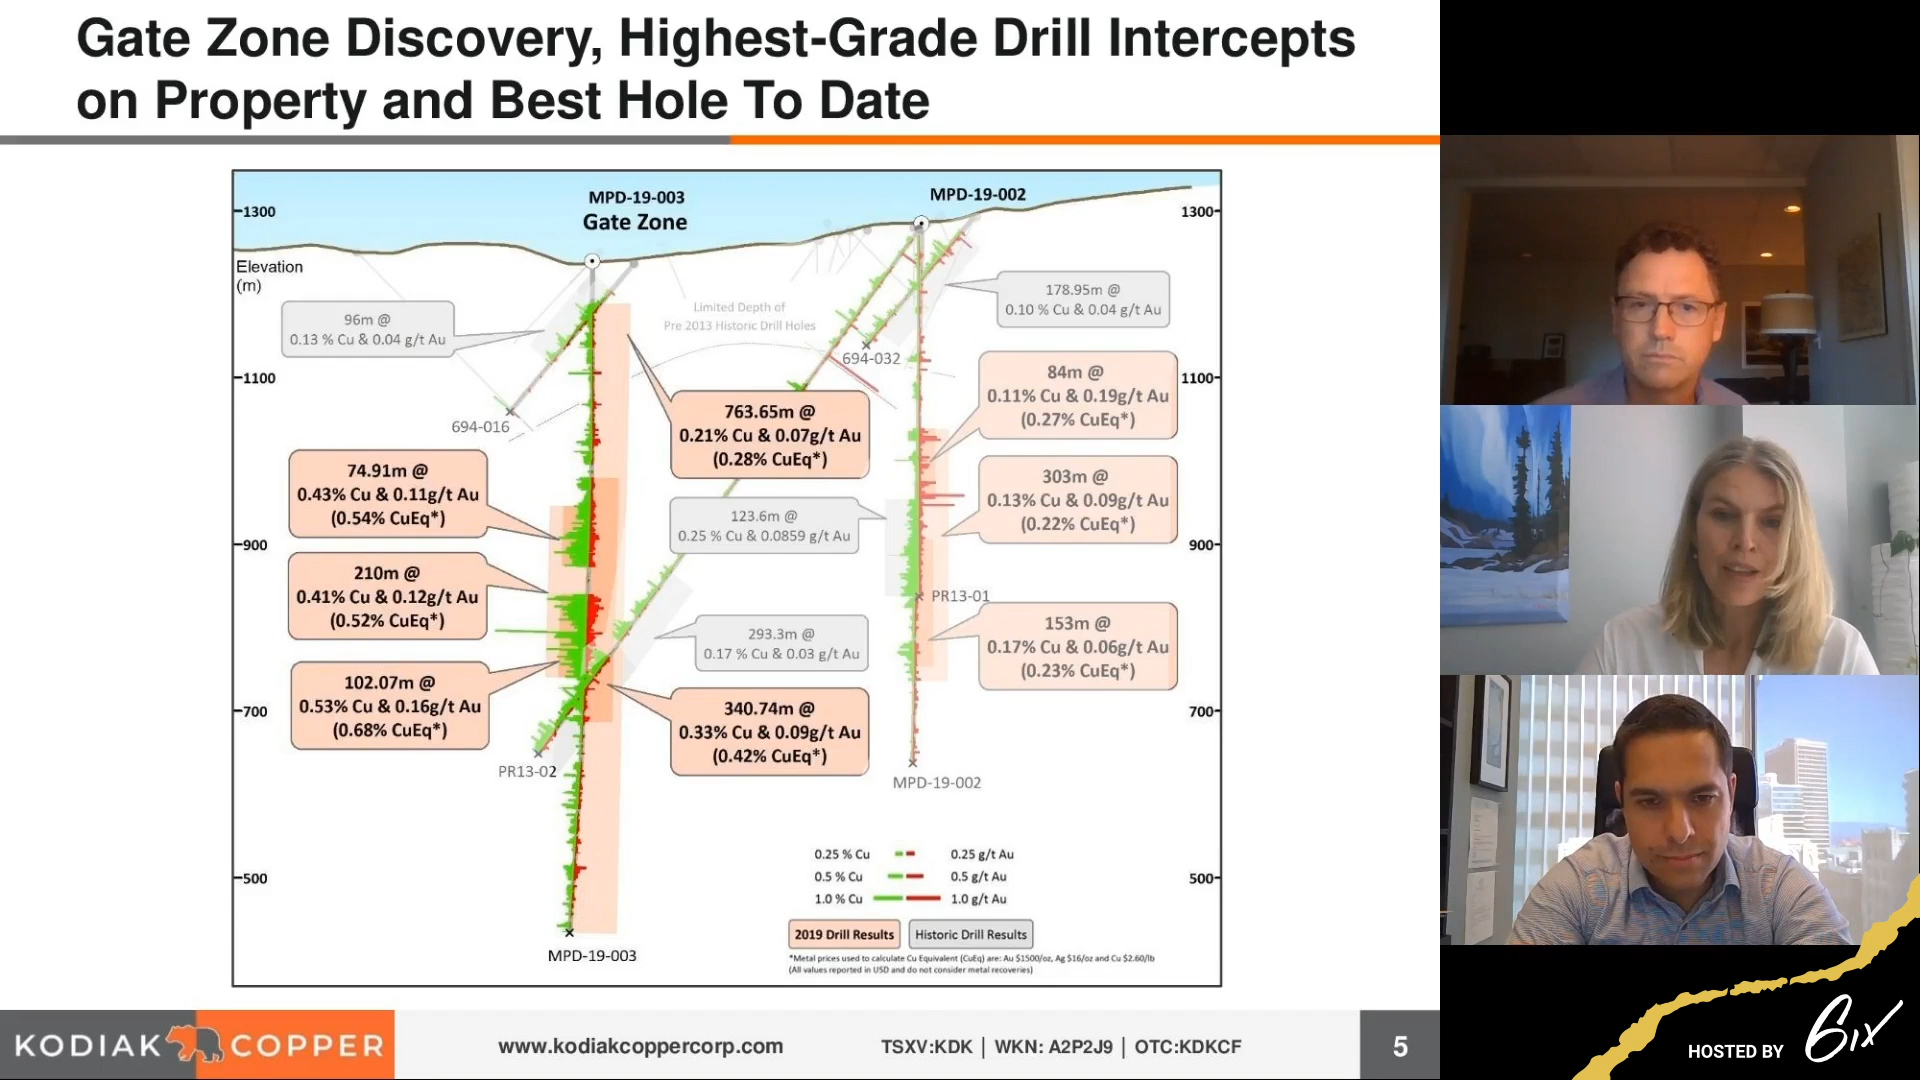 Gate Zone Discovery, Highest-Grade Drill Intercepts
on Property and Best Hole To Date
MPD-19-003
Gate Zone
MPD-19-002
1300
1300
Elevation
(m)
96m @
0.13 % Cu & 0.04 g/t Au
Limited Depth of
Pre 2013 Historic Drill Holes
178.95m @
0.10 % Cu & 0.04 g/t Au
694-032
1100
1100
84m @
0.11% Cu & 0.19g/t Au
(0.27% CuEq*)
694-016
763.65m @
0.21% Cu & 0.07g/t Au
(0.28% CuEq*)
74.91m @
0.43% Cu & 0.11g/t Au
(0.54% CuEq*)
303m @
0.13% Cu & 0.09g/t Au
(0.22% CuEq*)
123.6m @
0.25 % Cu & 0.0859 g/t Au
900
900
210m @
0.41% Cu & 0.12g/t Au
(0.52% CuEq*)
PR13-01
293.3m @
0.17 % Cu & 0.03 g/t Au
153m @
0.17% Cu & 0.06g/t Au
(0.23% CuEq*)
102.07m @
0.53% Cu & 0.16g/t Au
(0.68% CuEq*)
340.74m @
0.33% Cu & 0.09g/t Au
(0.42% CuEq*)
700
700
PR13-02
MPD-19-002
0.25 % Cu 0.25 g/t Au
0.5 % Cu 0.5 g/t Au
1.0 % Cu 1.0 g/t Au
500
500
2019 Drill Results Historic Drill Results
MPD-19-003
*Metal prices used to calculate Cu Equivalent (CuEq) are: Au $1500/oz, Ag $16/oz and Cu $2.60/lb
(All values reported in USD and do not consider metal recoveries)
KODIAK COPPER
www.kodiakcoppercorp.com
TSXV:KDK | WKN: A2P2J9 | OTC:KDKCF
5
HOSTED BY 6ix